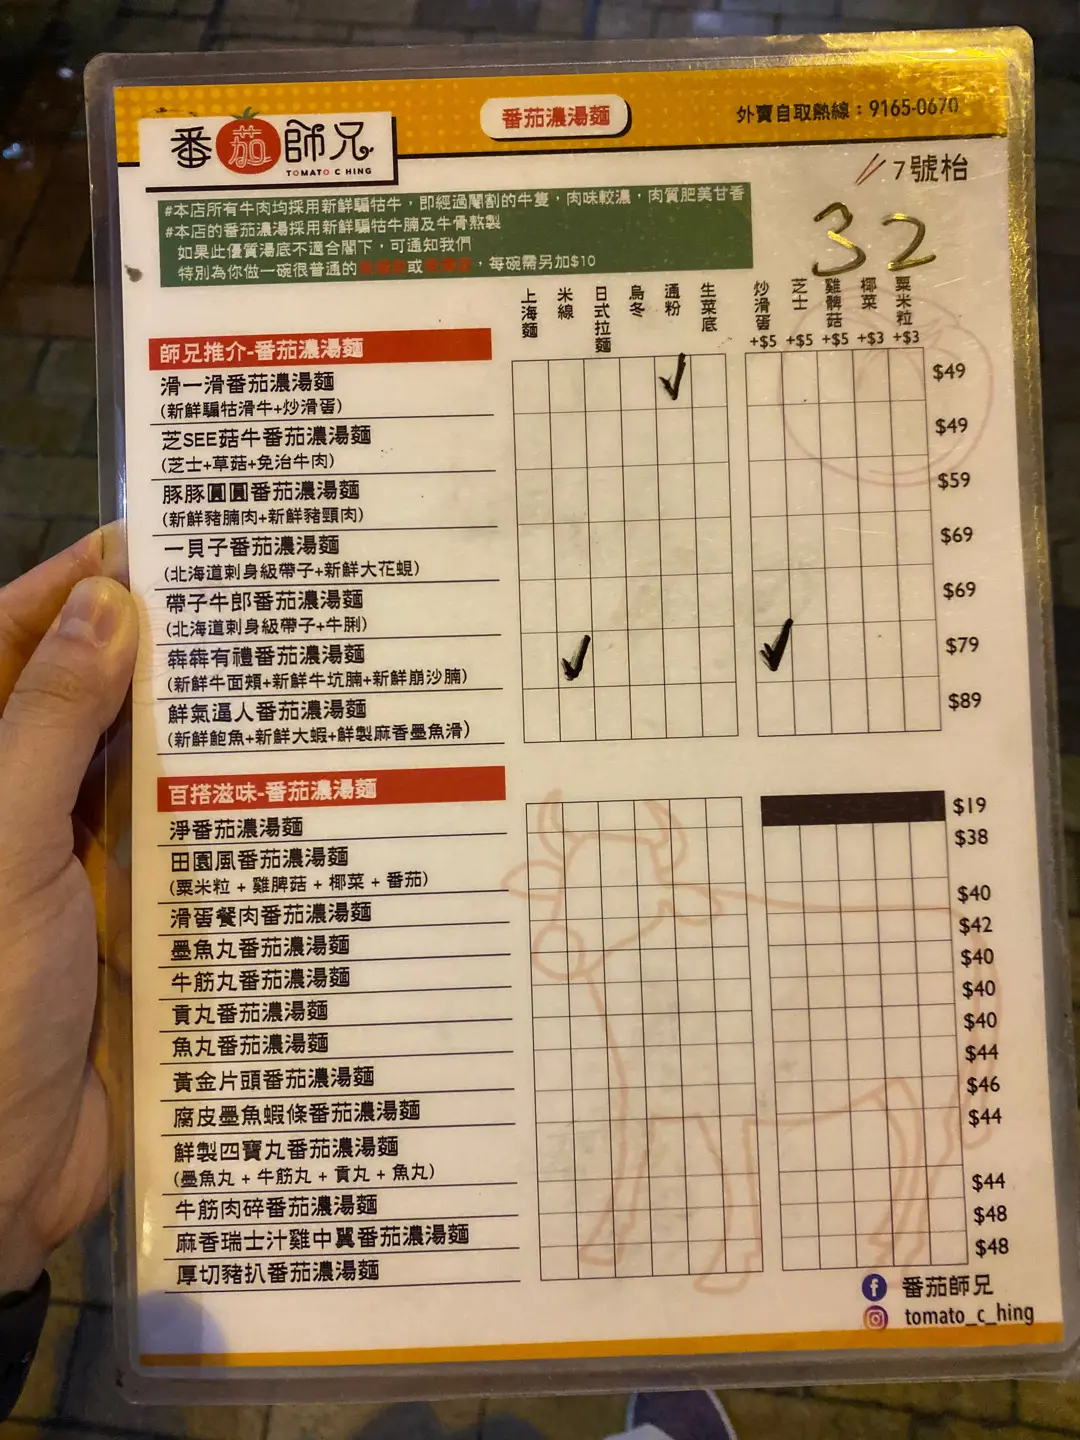 番茄師兄
TOMATO C HING
番茄濃湯麵
外賣自取熱線：9165-0670
7號枱
32
#本店所有牛肉均採用新鮮騸牯牛，即經過閹割的牛隻，肉味較濃，肉質肥美甘香
#本店的番茄濃湯採用新鮮騸牯牛腩及牛骨熬製
如果此優質湯底不適合閣下，可通知我們
特別為你做一碗很普通的 或 ，每碗需另加$10
上海麵 米線 日式拉麵 烏冬 通粉 生菜底 炒滑蛋 芝士 雞髀菇 椰菜 粟米粒
+$5 +$5 +$5 +$3 +$3
師兄推介-番茄濃湯麵
滑一滑番茄濃湯麵 $49
(新鮮騸牯滑牛+炒滑蛋)
芝SEE菇牛番茄濃湯麵 $49
(芝士+草菇+免治牛肉)
豚豚圓圓番茄濃湯麵 $59
(新鮮豬腩肉+新鮮豬頸肉)
一貝子番茄濃湯麵 $69
(北海道刺身級帶子+新鮮大花蜆)
帶子牛郎番茄濃湯麵 $69
(北海道刺身級帶子+牛脷)
犇犇有禮番茄濃湯麵 $79
(新鮮牛面頰+新鮮牛坑腩+新鮮崩沙腩)
鮮氣逼人番茄濃湯麵 $89
(新鮮鮑魚+新鮮大蝦+鮮製麻香墨魚滑)
百搭滋味-番茄濃湯麵
淨番茄濃湯麵 $19
田園風番茄濃湯麵 $38
(粟米粒 + 雞髀菇 + 椰菜 + 番茄)
滑蛋餐肉番茄濃湯麵 $40
墨魚丸番茄濃湯麵 $42
牛筋丸番茄濃湯麵 $40
貢丸番茄濃湯麵 $40
魚丸番茄濃湯麵 $40
黃金片頭番茄濃湯麵 $44
腐皮墨魚蝦條番茄濃湯麵 $46
鮮製四寶丸番茄濃湯麵 $44
(墨魚丸 + 牛筋丸 + 貢丸 + 魚丸)
牛筋肉碎番茄濃湯麵 $44
麻香瑞士汁雞中翼番茄濃湯麵 $48
厚切豬扒番茄濃湯麵 $48
番茄師兄
tomato_c_hing